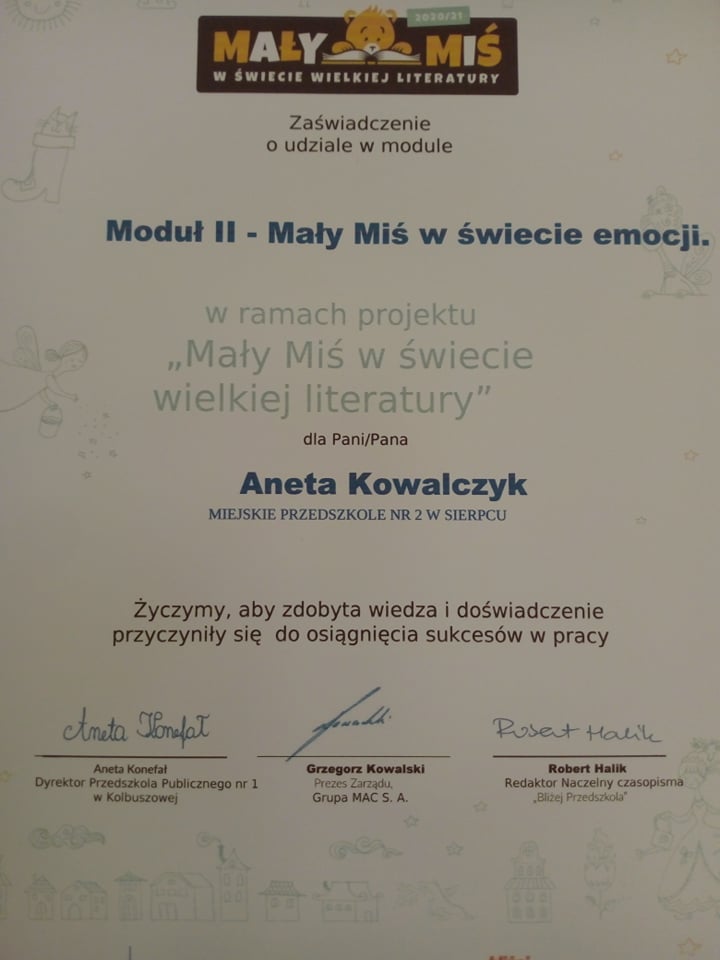 2020/21
MAŁY MIŚ
W ŚWIECIE WIELKIEJ LITERATURY
Zaświadczenie
o udziale w module
Moduł II - Mały Miś w świecie emocji.
w ramach projektu
„Mały Miś w świecie
wielkiej literatury”
dla Pani/Pana
Aneta Kowalczyk
MIEJSKIE PRZEDSZKOLE NR 2 W SIERPCU
Życzymy, aby zdobyta wiedza i doświadczenie
przyczyniły się do osiągnięcia sukcesów w pracy
Aneta Konefał
Robert Halik
Aneta Konefał
Dyrektor Przedszkola Publicznego nr 1
w Kolbuszowej
Grzegorz Kowalski
Prezes Zarządu,
Grupa MAC S. A.
Robert Halik
Redaktor Naczelny czasopisma
„Bliżej Przedszkola”